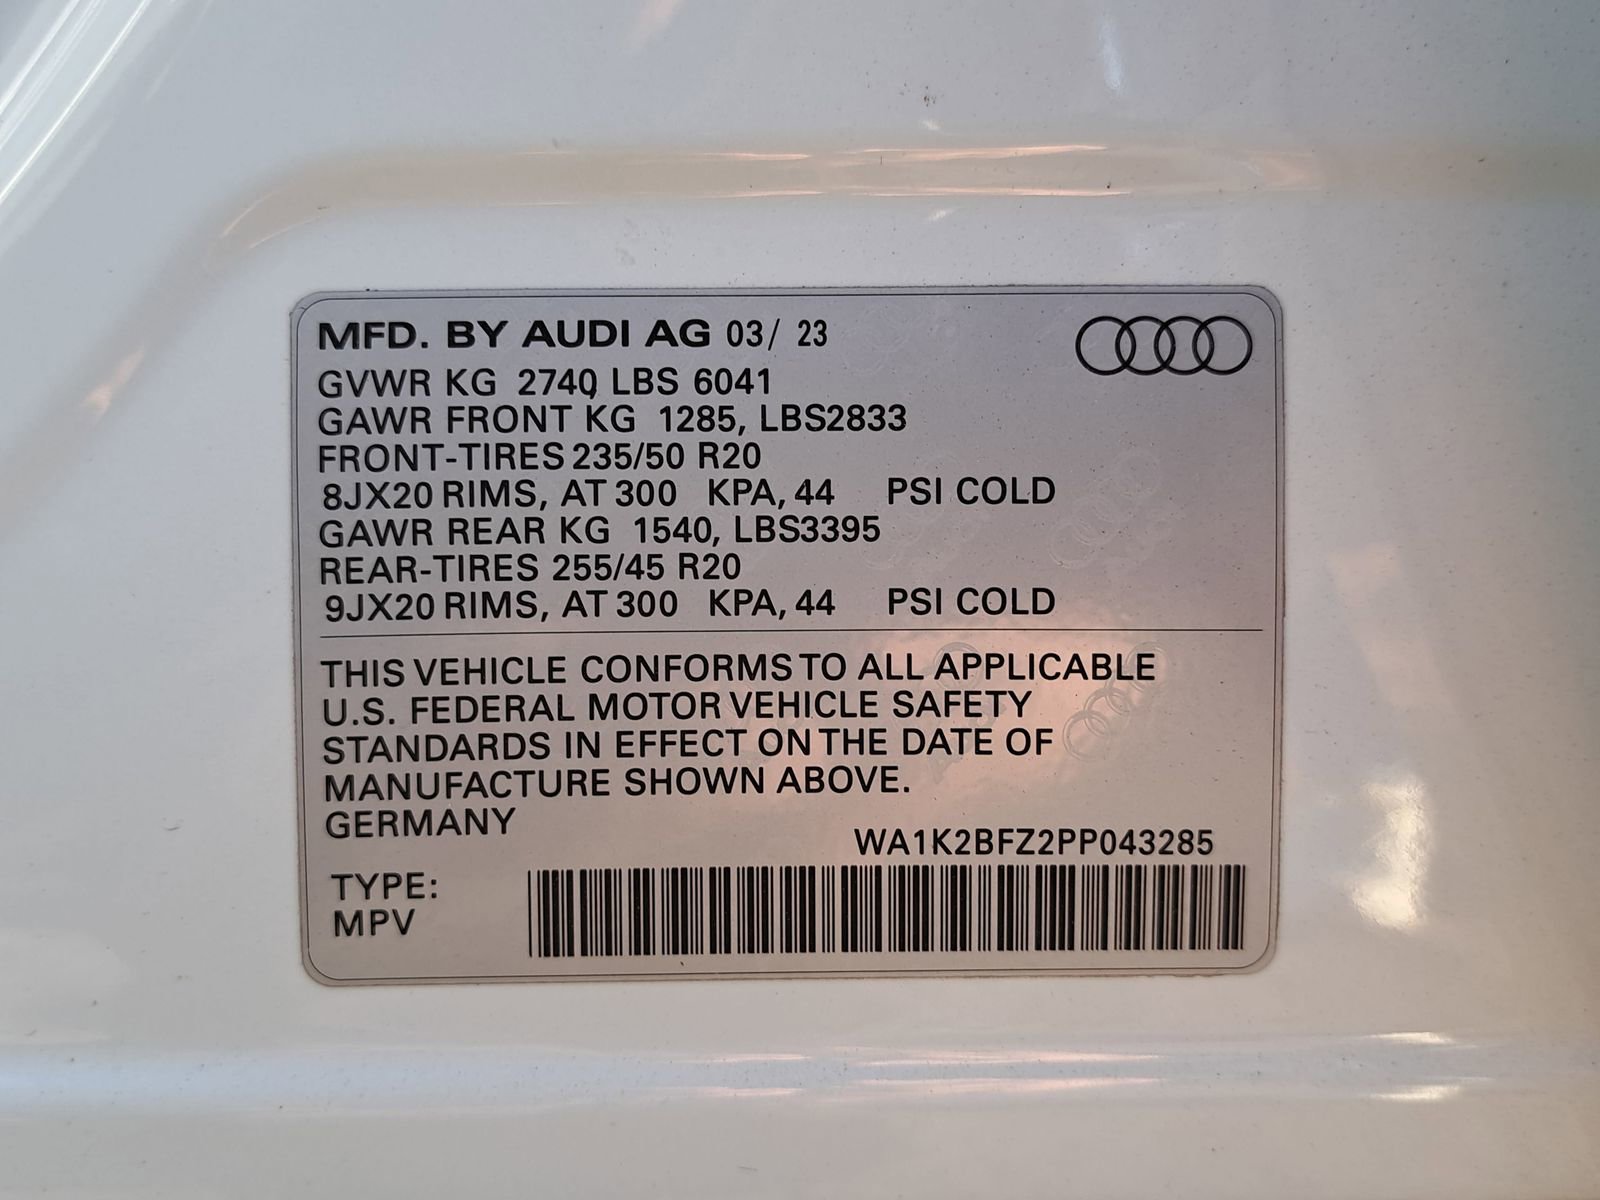 MFD. BY AUDI AG 03/ 23
GVWR KG 2740, LBS 6041
GAWR FRONT KG 1285, LBS2833
FRONT-TIRES 235/50 R20
8JX20 RIMS, AT 300 KPA, 44 PSI COLD
GAWR REAR KG 1540, LBS3395
REAR-TIRES 255/45 R20
9JX20 RIMS, AT 300 KPA, 44 PSI COLD
THIS VEHICLE CONFORMS TO ALL APPLICABLE
U.S. FEDERAL MOTOR VEHICLE SAFETY
STANDARDS IN EFFECT ON THE DATE OF
MANUFACTURE SHOWN ABOVE.
GERMANY
WA1K2BFZ2PP043285
TYPE:
MPV